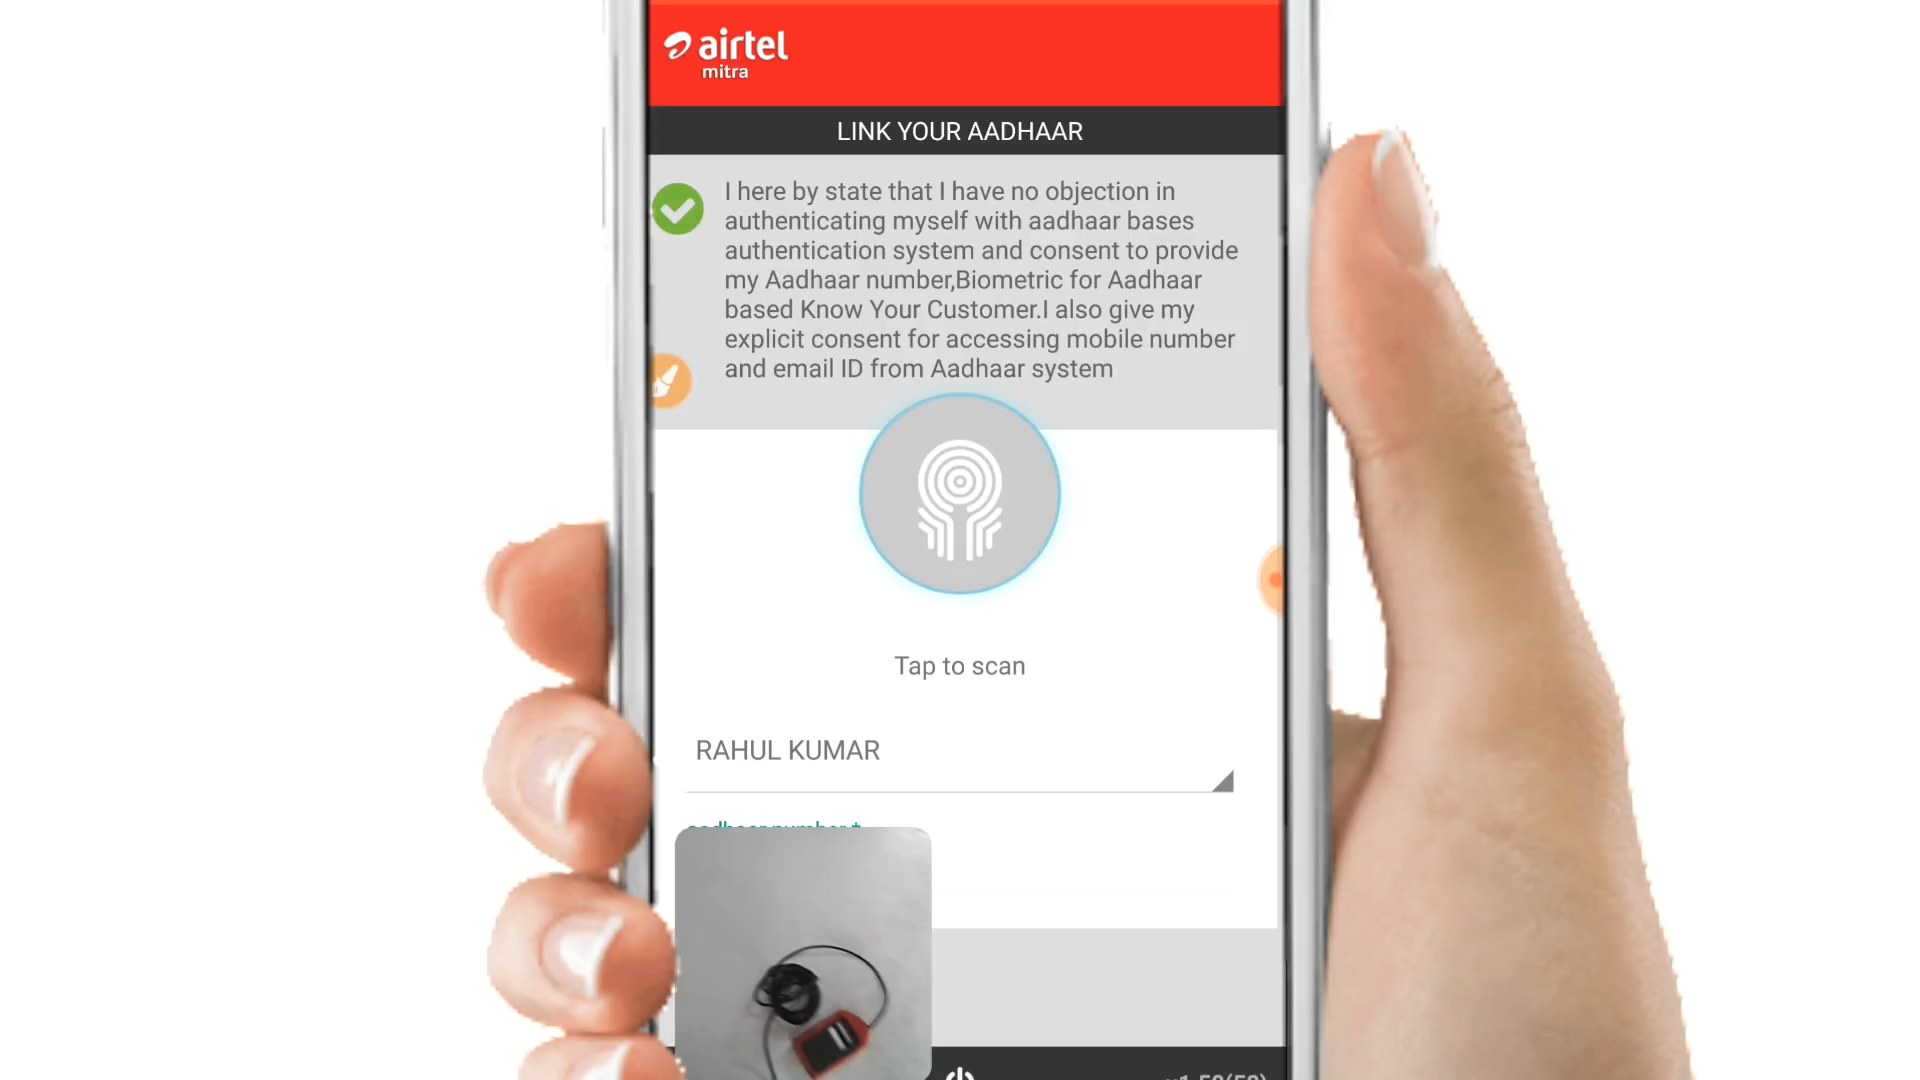 airtel
mitra
LINK YOUR AADHAAR
I here by state that I have no objection in
authenticating myself with aadhaar bases
authentication system and consent to provide
my Aadhaar number,Biometric for Aadhaar
based Know Your Customer.I also give my
explicit consent for accessing mobile number
and email ID from Aadhaar system
Tap to scan
RAHUL KUMAR
aadhaar number *